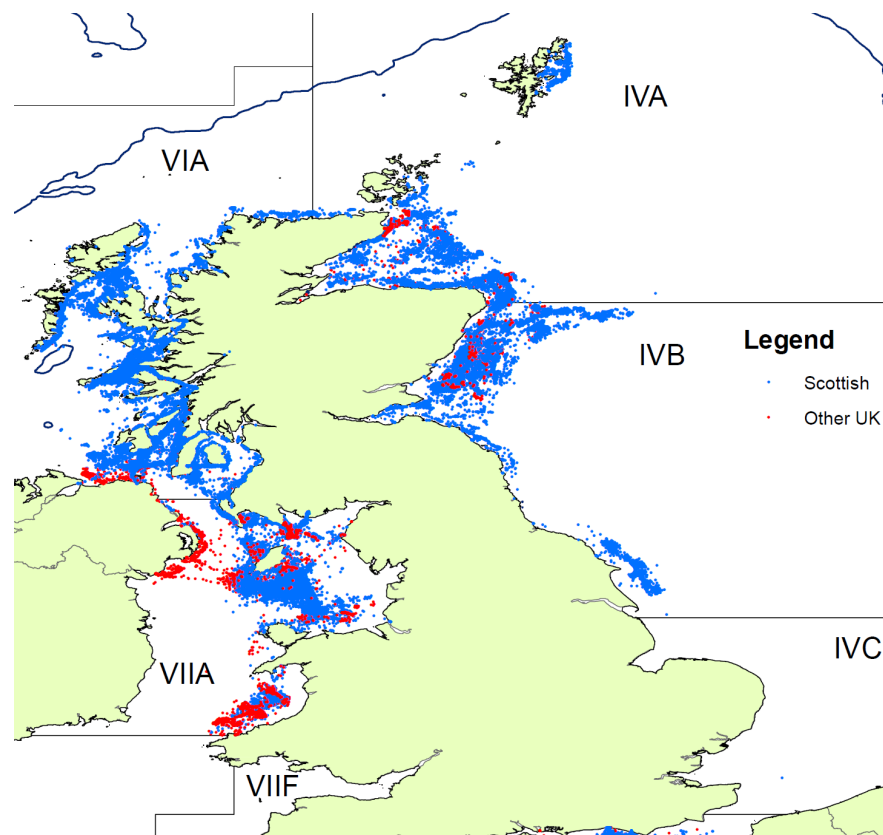 IVA
VIA
Legend
IVB
Scottish
Other UK
IVC
VIIA
VIIF